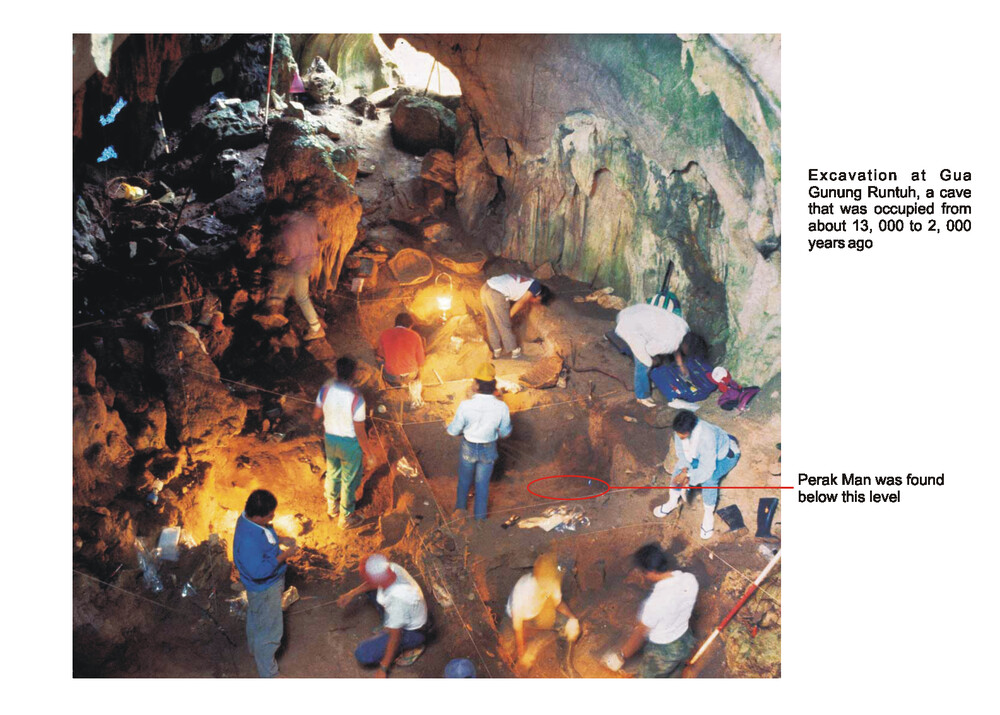 Excavation at Gua
Gunung Runtuh, a cave
that was occupied from
about 13, 000 to 2, 000
years ago
Perak Man was found
below this level